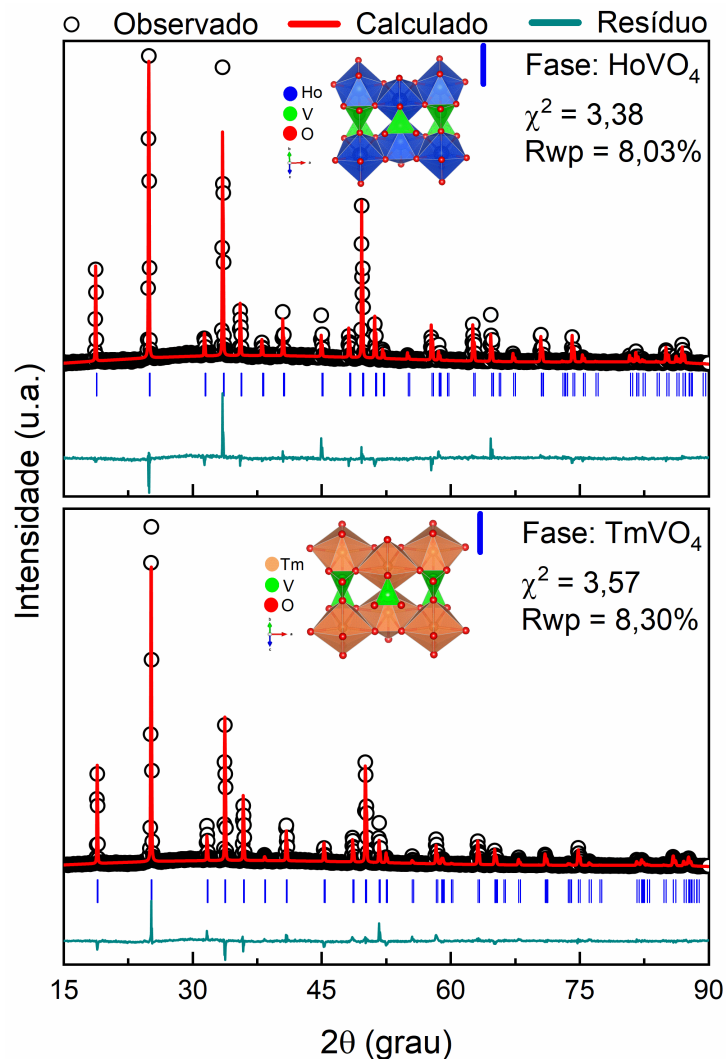 Observado Calculado Resíduo
Fase: HoVO₄
χ² = 3,38
Rwp = 8,03%
Ho
V
O
Fase: TmVO₄
χ² = 3,57
Rwp = 8,30%
Tm
V
O
Intensidade (u.a.)
15 30 45 60 75 90
2θ (grau)